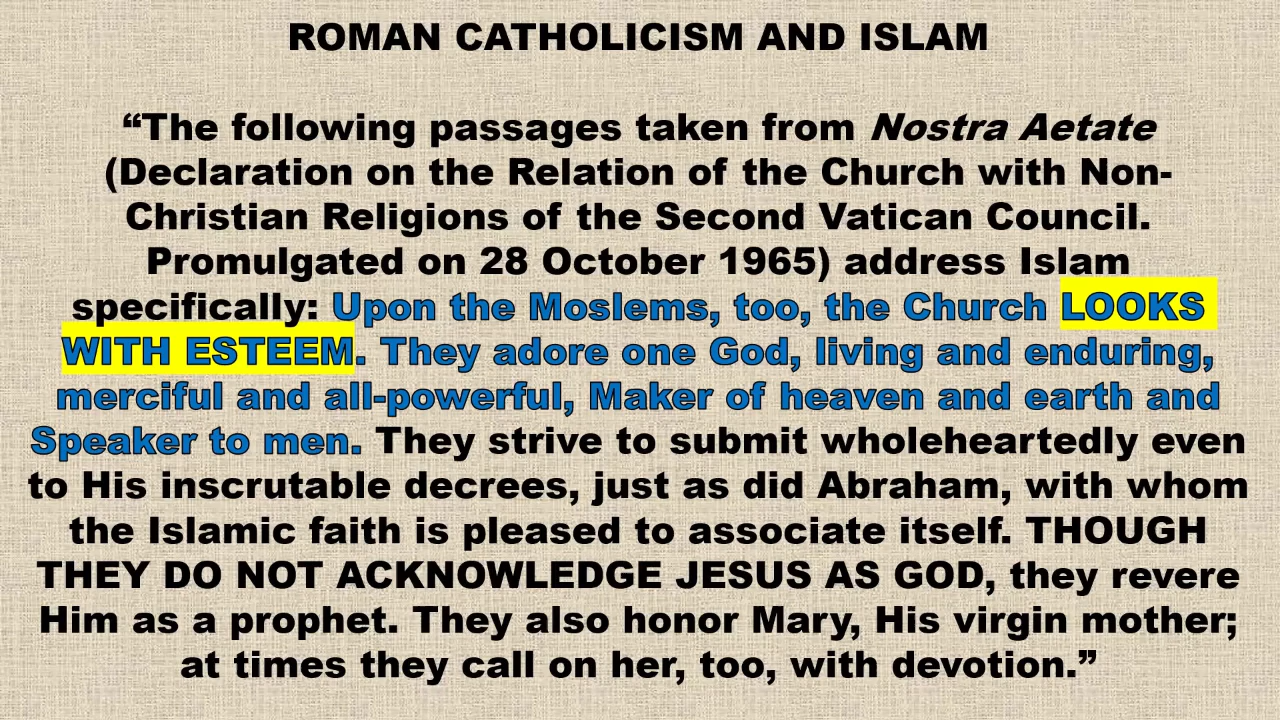 ROMAN CATHOLICISM AND ISLAM
“The following passages taken from Nostra Aetate
(Declaration on the Relation of the Church with Non-
Christian Religions of the Second Vatican Council.
Promulgated on 28 October 1965) address Islam
specifically: Upon the Moslems, too, the Church LOOKS
WITH ESTEEM. They adore one God, living and enduring,
merciful and all-powerful, Maker of heaven and earth and
Speaker to men. They strive to submit wholeheartedly even
to His inscrutable decrees, just as did Abraham, with whom
the Islamic faith is pleased to associate itself. THOUGH
THEY DO NOT ACKNOWLEDGE JESUS AS GOD, they revere
Him as a prophet. They also honor Mary, His virgin mother;
at times they call on her, too, with devotion.”